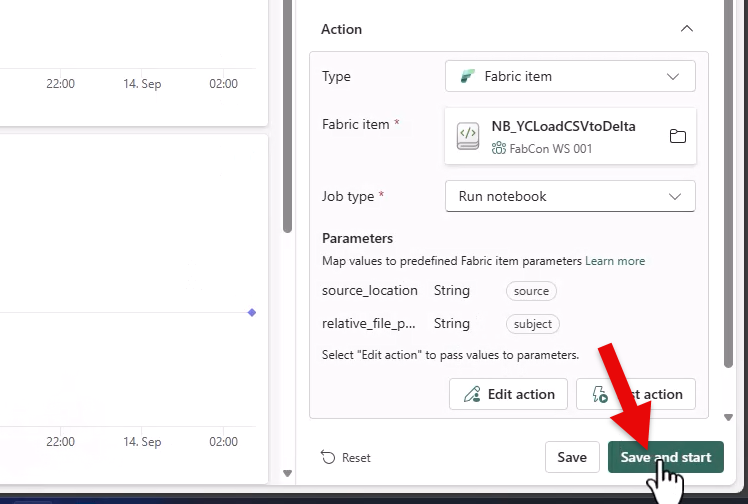 Action
Type
Fabric item
Fabric item *
NB_YCLoadCSVtoDelta
FabCon WS 001
Job type *
Run notebook
Parameters
Map values to predefined Fabric item parameters Learn more
source_location String source
relative_file_p... String subject
Select "Edit action" to pass values to parameters.
Edit action
action
Reset
Save
Save and start
22:00 14. Sep 02:00
22:00 14. Sep 02:00